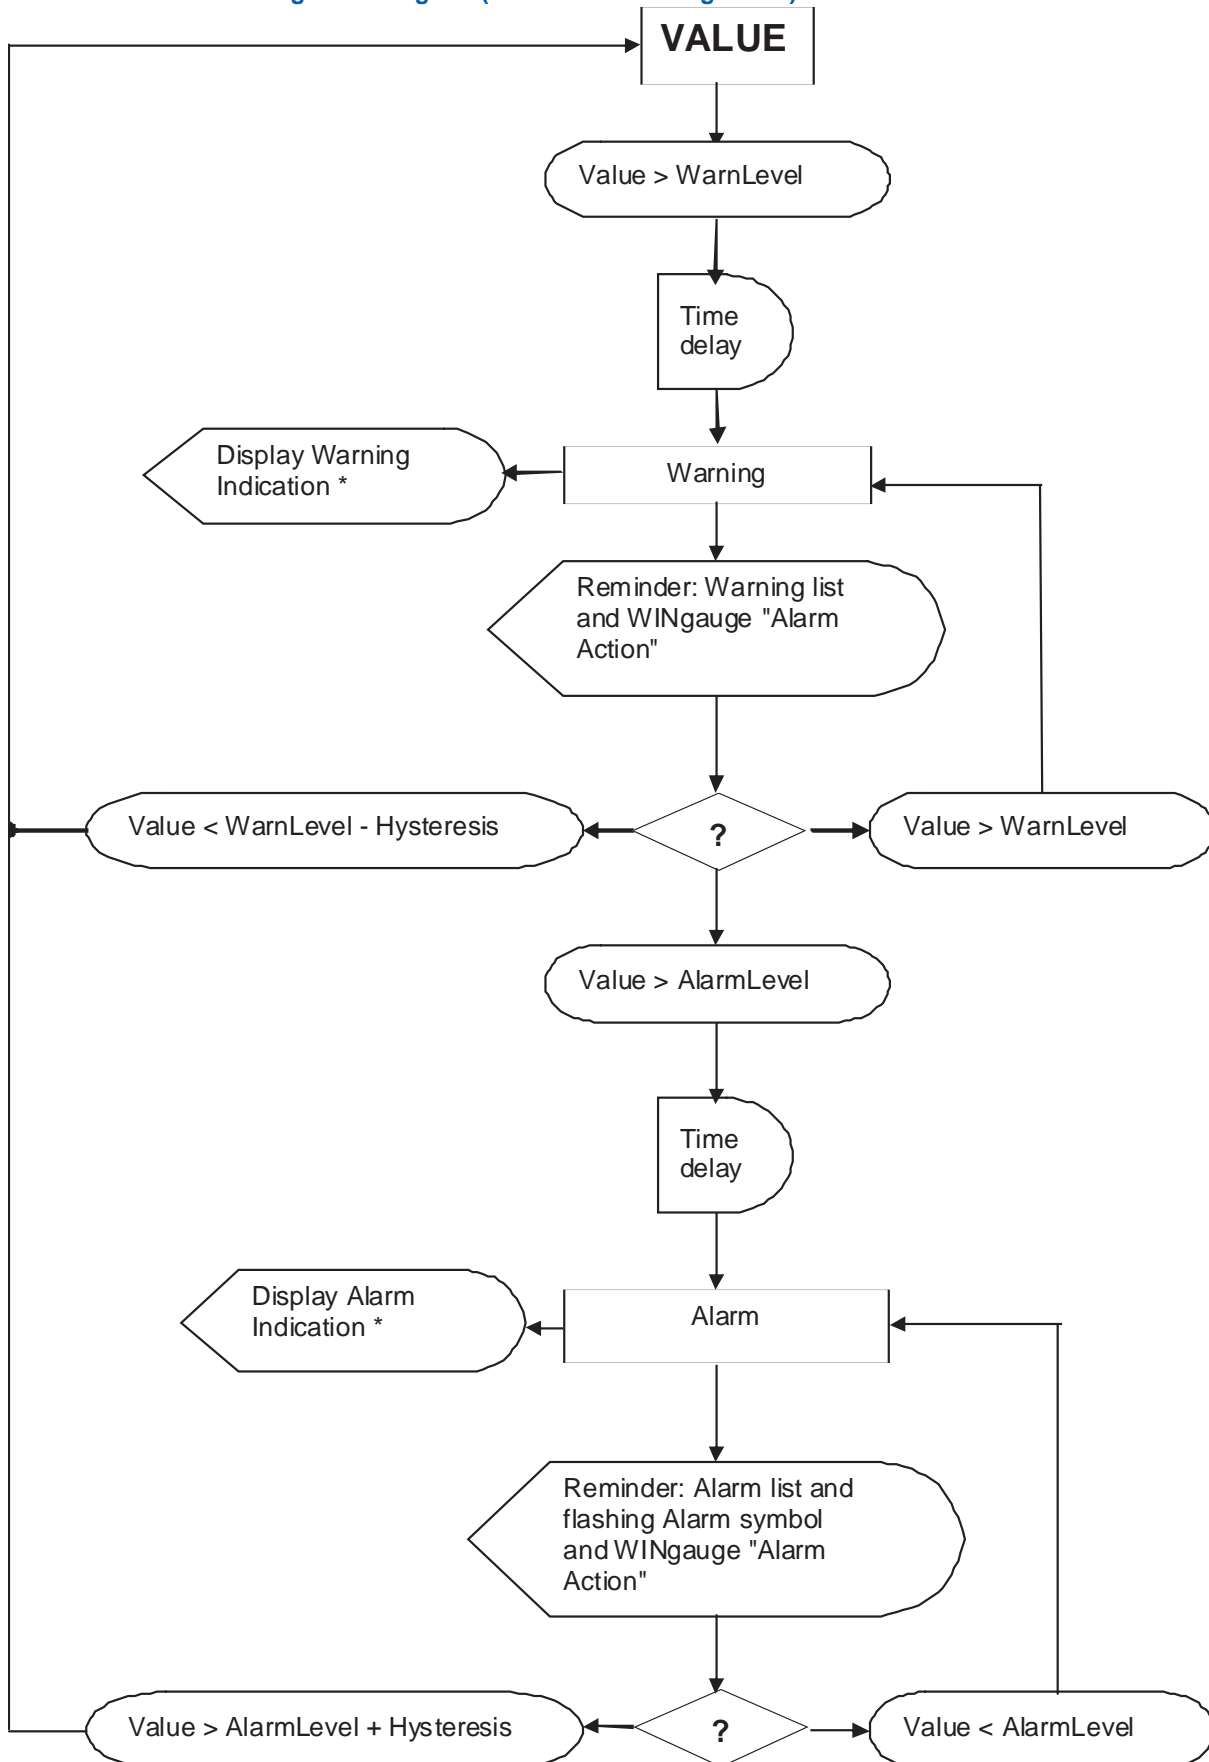 VALUE
Value > WarnLevel
Time
delay
Display Warning
Indication *
Warning
Reminder: Warning list
and WINgauge "Alarm
Action"
Value < WarnLevel - Hysteresis
?
Value > WarnLevel
Value > AlarmLevel
Time
delay
Display Alarm
Indication *
Alarm
Reminder: Alarm list and
flashing Alarm symbol
and WINgauge "Alarm
Action"
Value > AlarmLevel + Hysteresis
?
Value < AlarmLevel